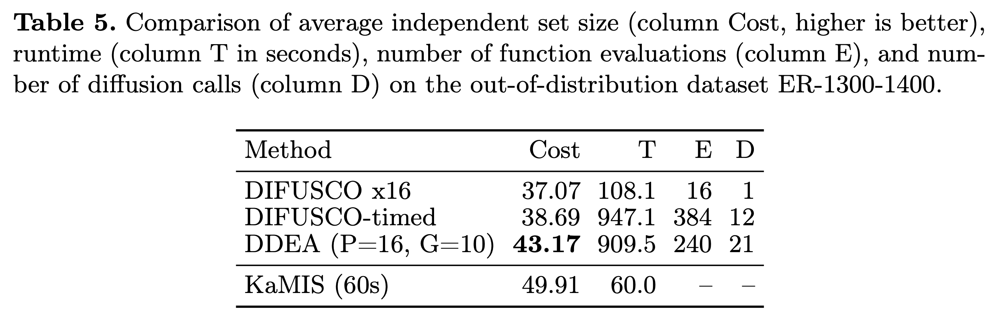 Table 5. Comparison of average independent set size (column Cost, higher is better),
runtime (column T in seconds), number of function evaluations (column E), and num-
ber of diffusion calls (column D) on the out-of-distribution dataset ER-1300-1400.
Method Cost T E D
DIFUSCO x16 37.07 108.1 16 1
DIFUSCO-timed 38.69 947.1 384 12
DDEA (P=16, G=10) 43.17 909.5 240 21
KaMIS (60s) 49.91 60.0 – –